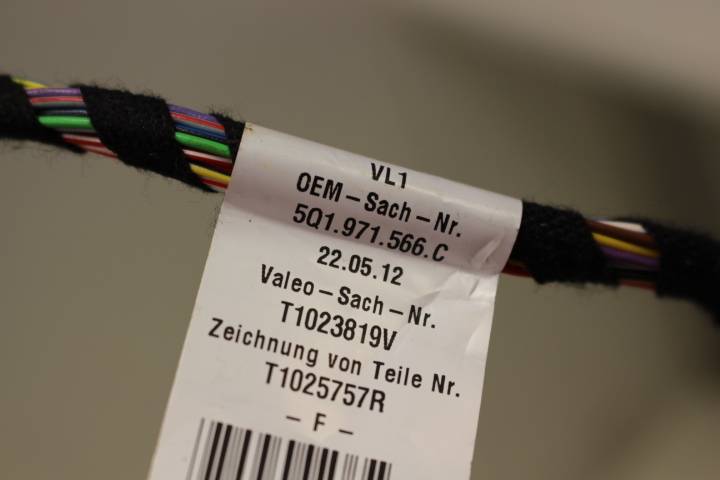 VL1
OEM-Sach-Nr.
5Q1.971.566.C
22.05.12
Valeo-Sach-Nr.
T1023819V
Zeichnung von Teile Nr.
T1025757R
- F -